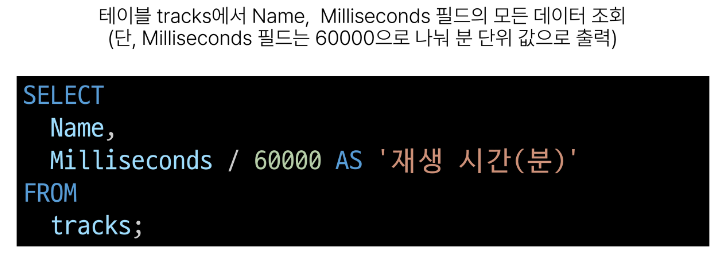 테이블 tracks에서 Name, Milliseconds 필드의 모든 데이터 조회
(단, Milliseconds 필드는 60000으로 나눠 분 단위 값으로 출력)
SELECT
  Name,
  Milliseconds / 60000 AS '재생 시간(분)'
FROM
  tracks;